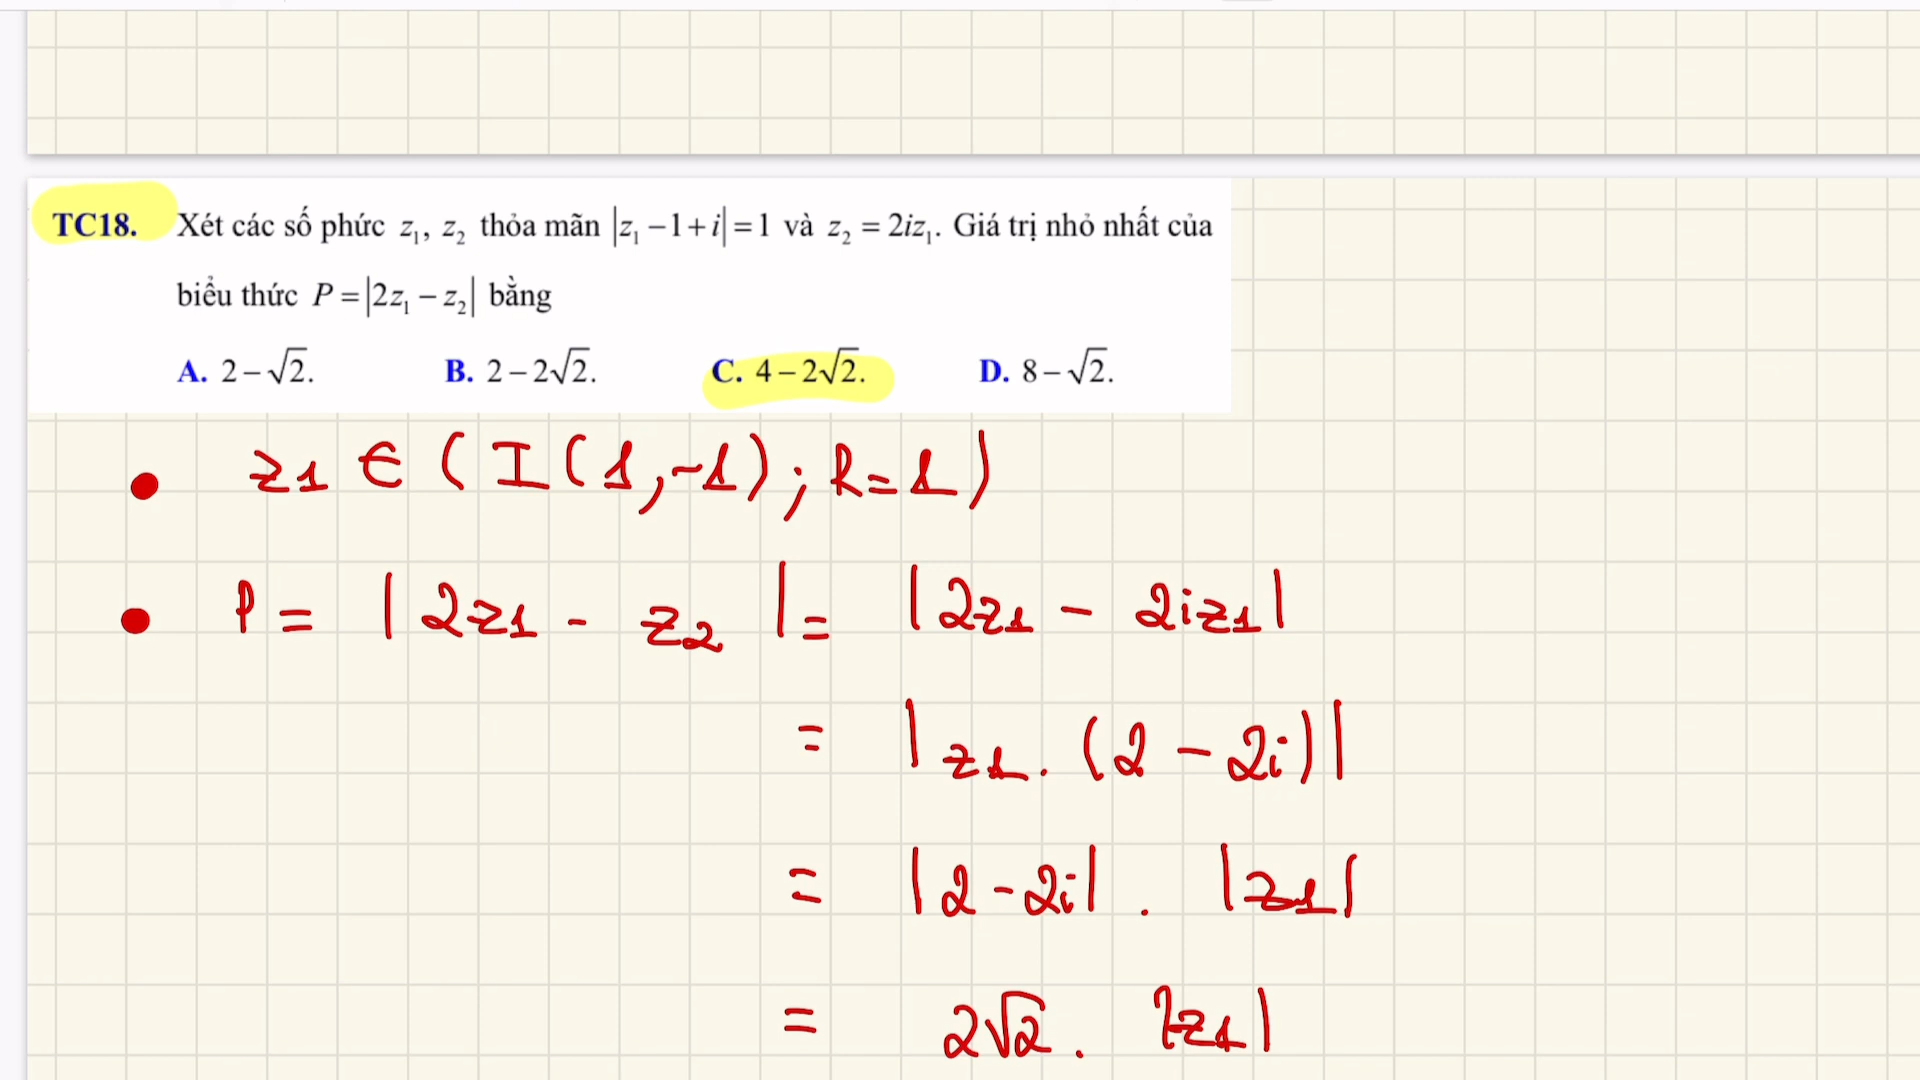 TC18. Xét các số phức z₁, z₂ thỏa mãn |z₁ − 1 + i| = 1 và z₂ = 2iz₁. Giá trị nhỏ nhất của
biểu thức P = |2z₁ − z₂| bằng
A. 2 − √2. B. 2 − 2√2. C. 4 − 2√2. D. 8 − √2.
• z1 ∈ (I(1,-1); R=1)
• P = |2z1 - z2| = |2z1 - 2iz1|
= |z1.(2 - 2i)|
= |2 - 2i| . |z1|
= 2√2 . |z1|